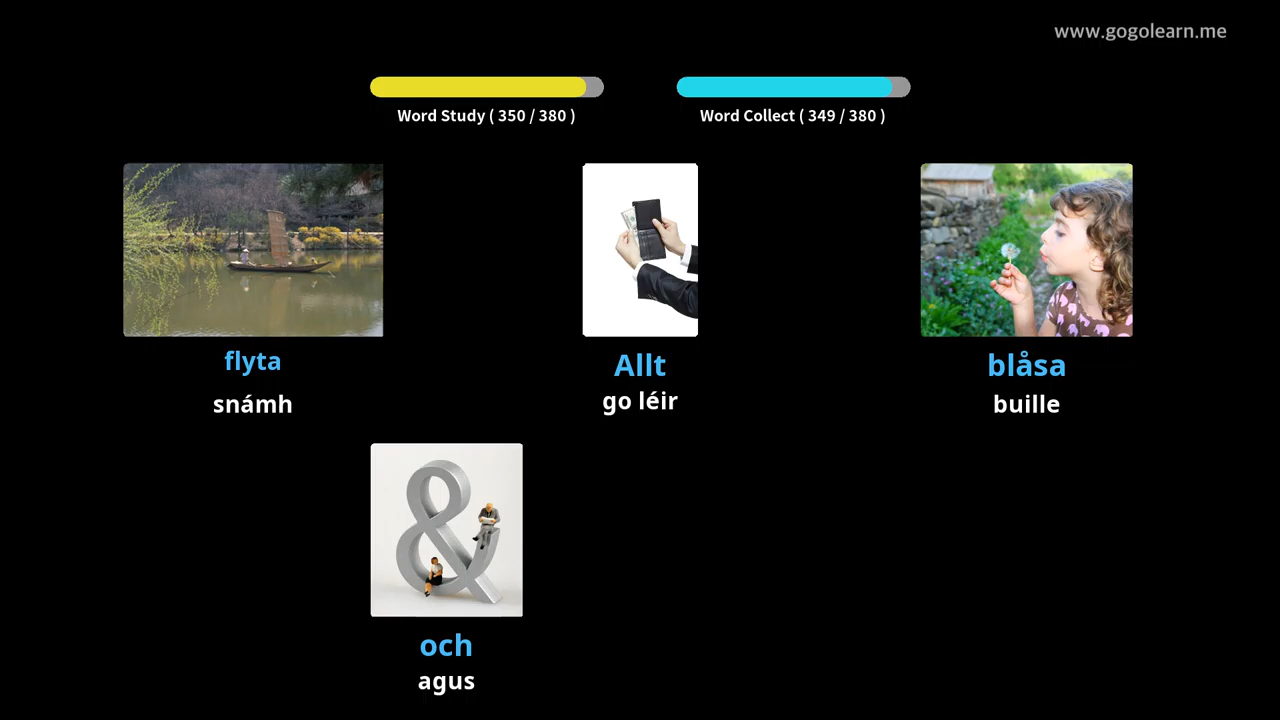 www.gogolearn.me
Word Study ( 350 / 380 )
Word Collect ( 349 / 380 )
flyta
snámh
Allt
go léir
blåsa
buille
och
agus